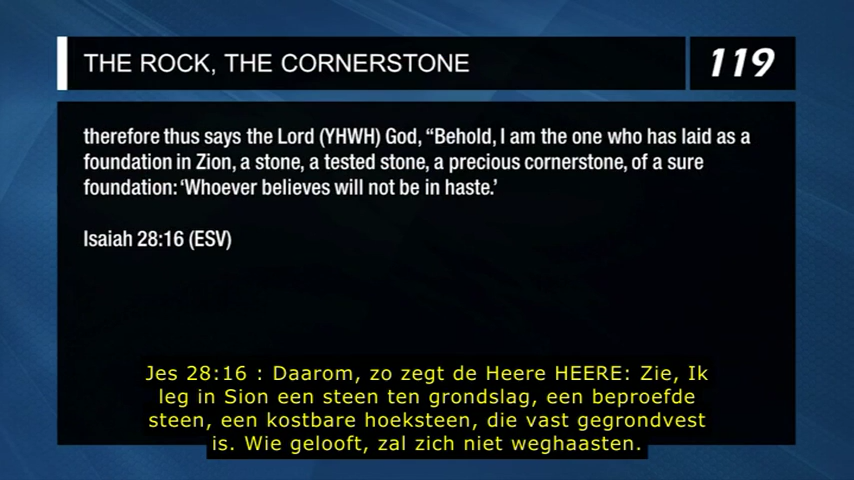 THE ROCK, THE CORNERSTONE
119
therefore thus says the Lord (YHWH) God, “Behold, I am the one who has laid as a
foundation in Zion, a stone, a tested stone, a precious cornerstone, of a sure
foundation: ‘Whoever believes will not be in haste.’
Isaiah 28:16 (ESV)
Jes 28:16 : Daarom, zo zegt de Heere HEERE: Zie, Ik
leg in Sion een steen ten grondslag, een beproefde
steen, een kostbare hoeksteen, die vast gegrondvest
is. Wie gelooft, zal zich niet weghaasten.